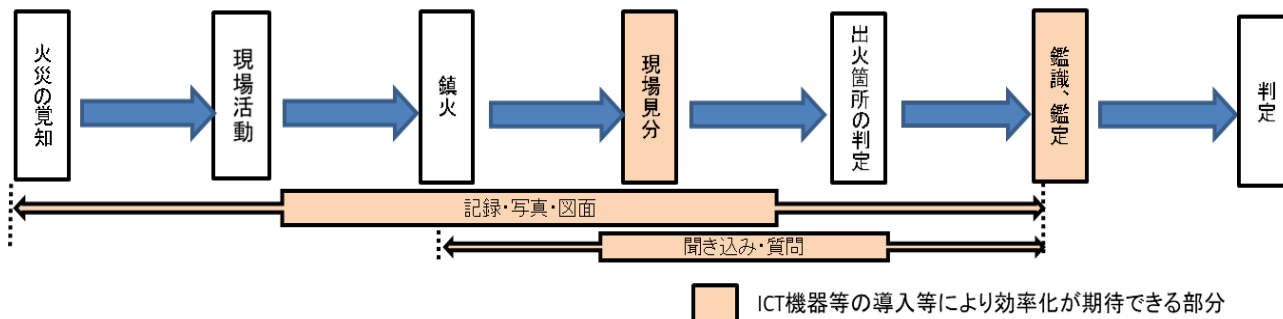 火災の覚知
現場活動
鎮火
現場見分
出火箇所の判定
鑑識、鑑定
判定
記録・写真・図面
聞き込み・質問
ICT機器等の導入等により効率化が期待できる部分